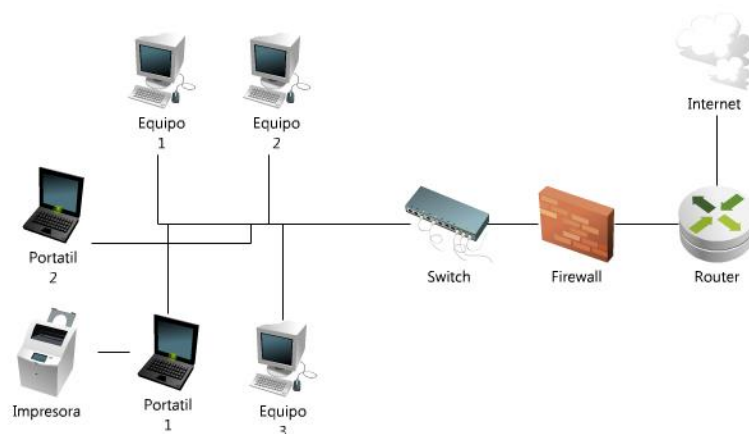 Equipo
1
Equipo
2
Internet
Portatil
2
Switch
Firewall
Router
Impresora
Portatil
1
Equipo
3